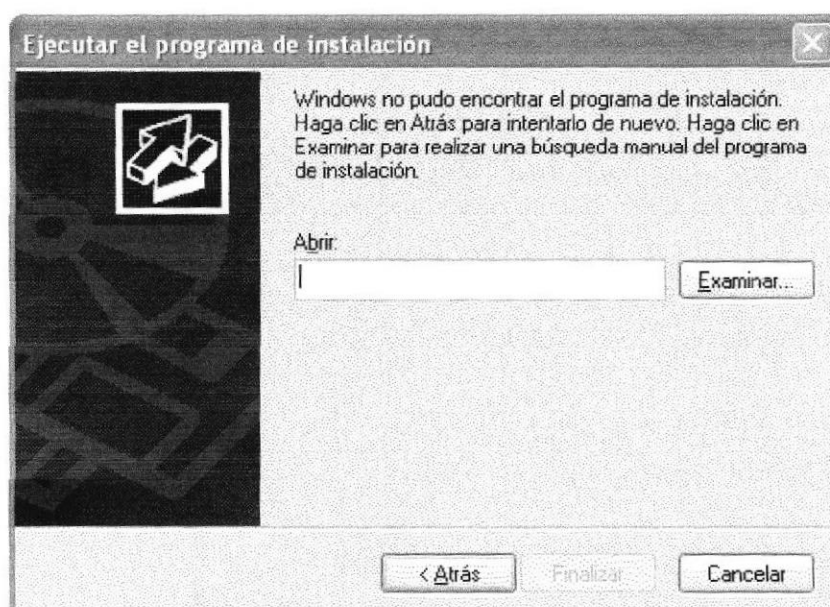 Ejecutar el programa de instalación
Windows no pudo encontrar el programa de instalación.
Haga clic en Atrás para intentarlo de nuevo. Haga clic en
Examinar para realizar una búsqueda manual del programa
de instalación.
Abrir:
Examinar...
< Atrás
Finalizar
Cancelar